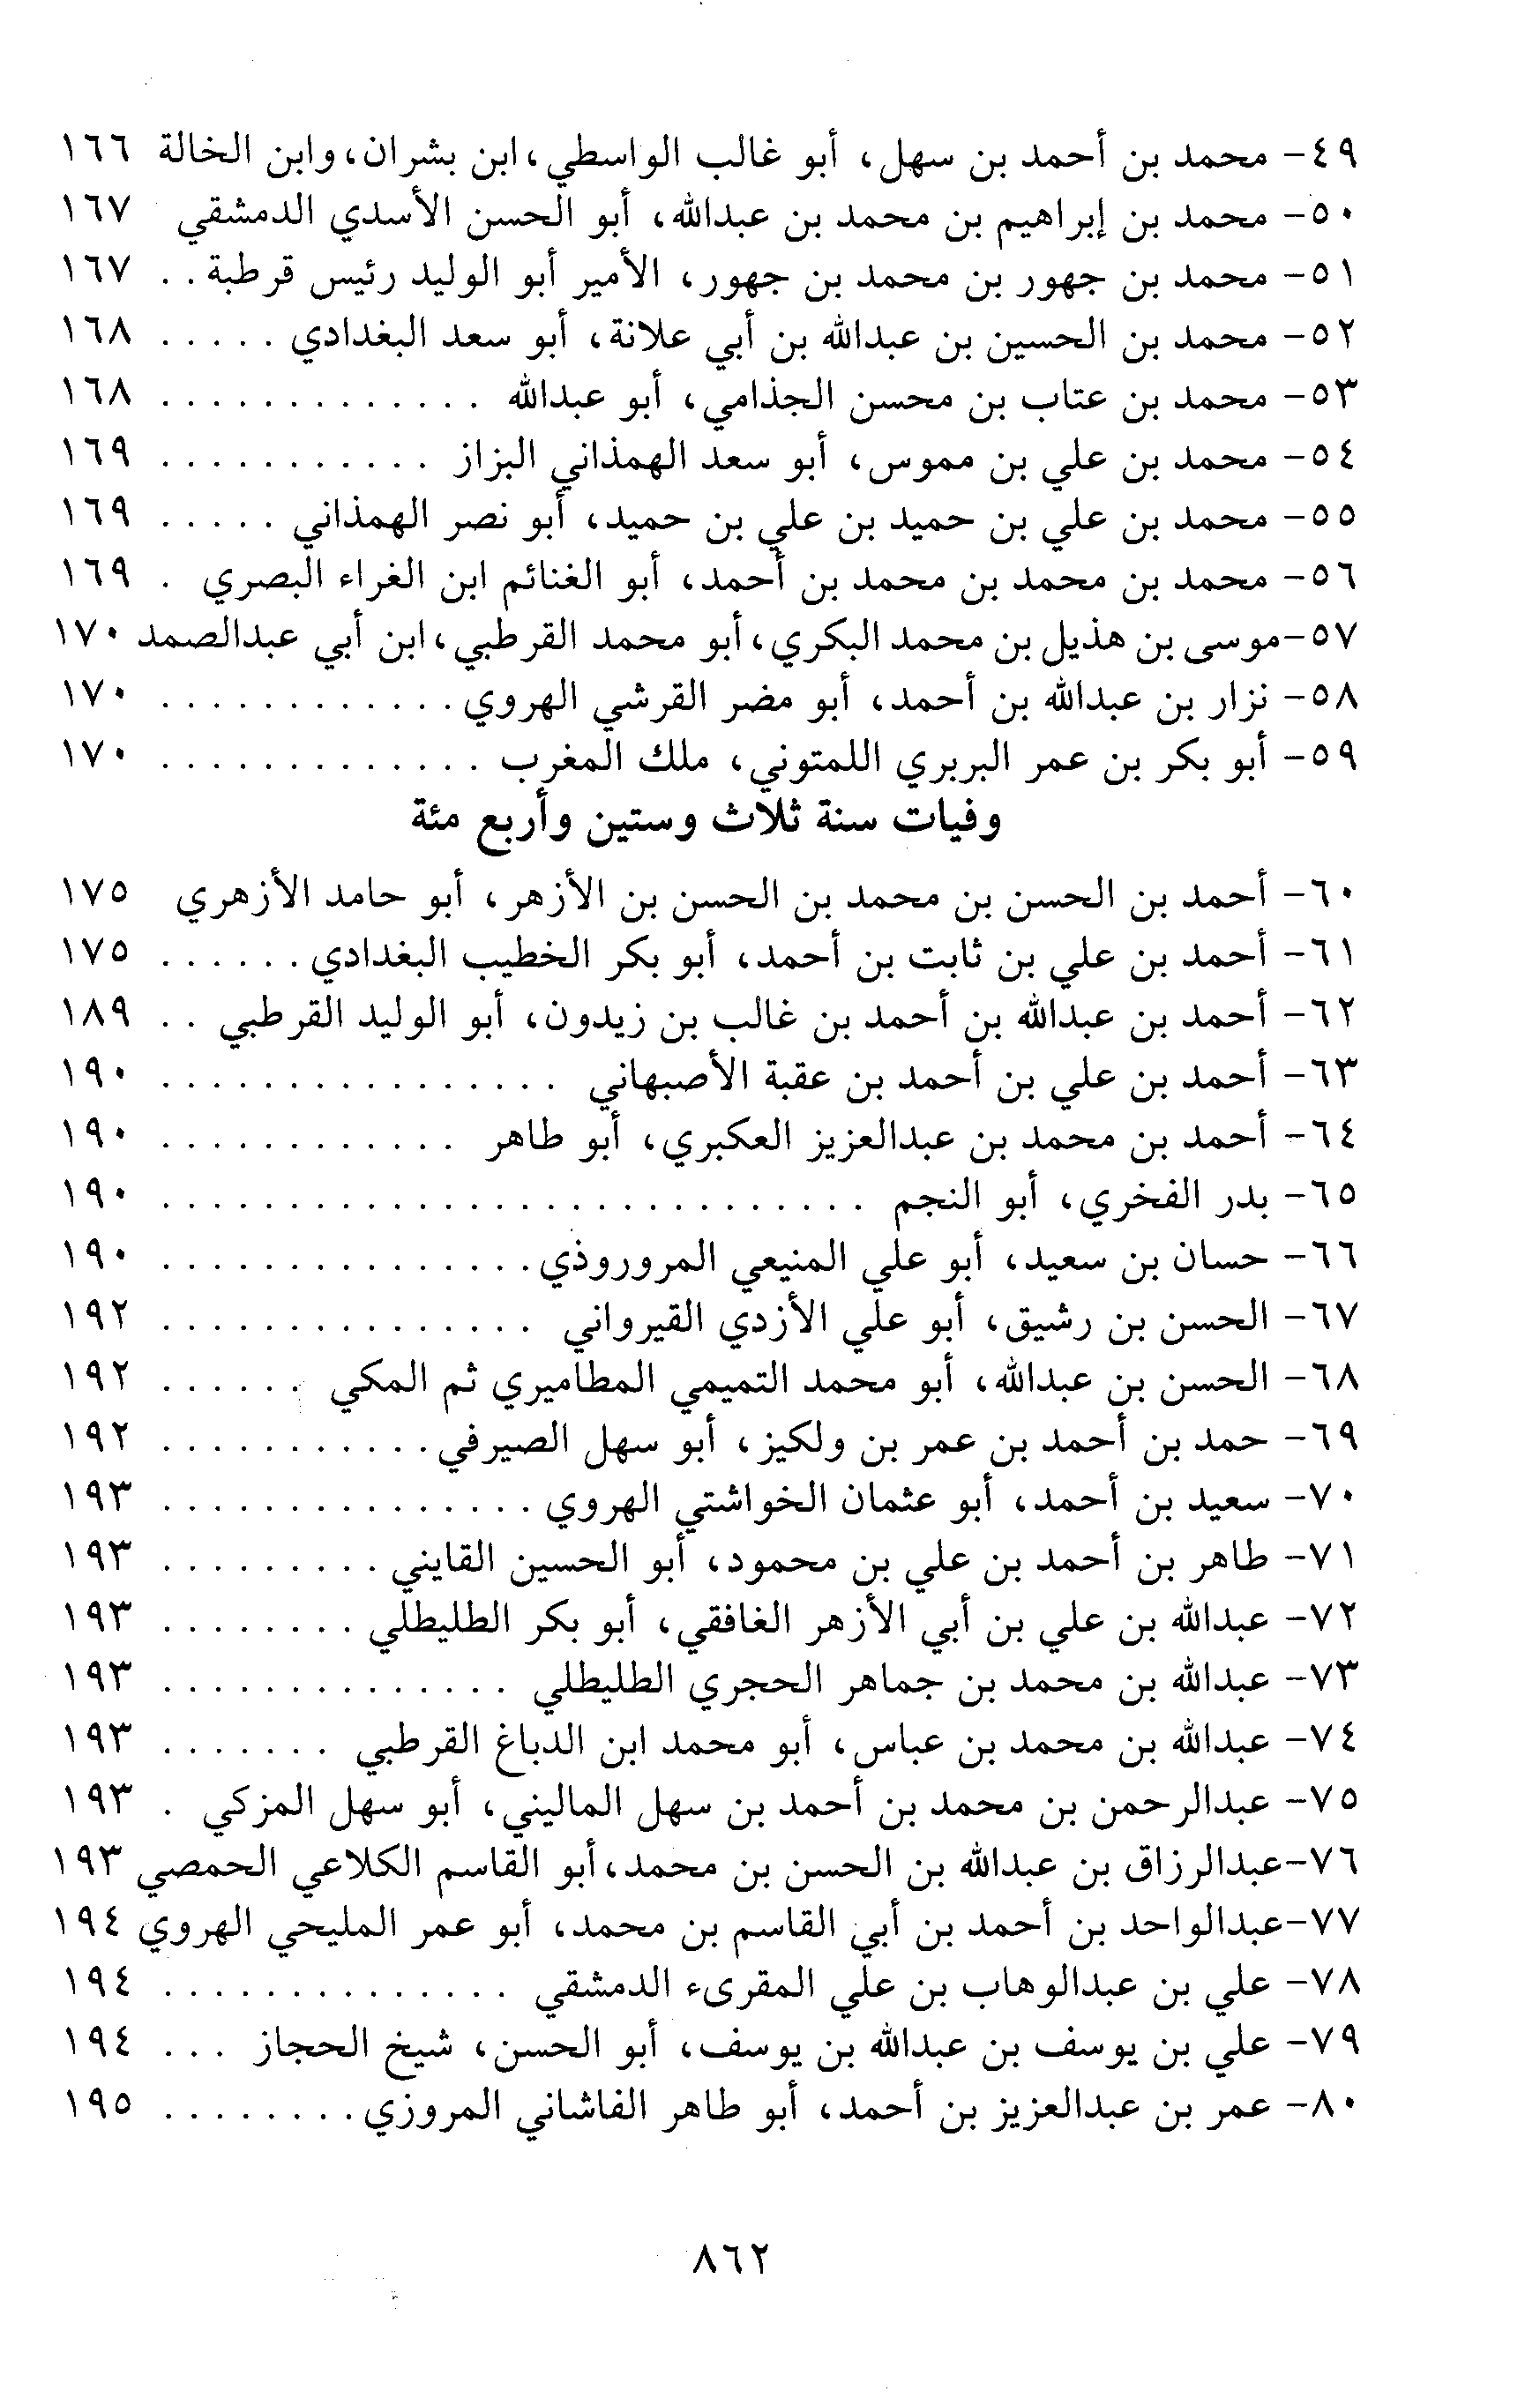 ٤٩- محمد بن أحمد بن سهل، أبو غالب الواسطي، ابن بشران، وابن الخالة ١٦٦
٥٠- محمد بن إبراهيم بن محمد بن عبدالله، أبو الحسن الأسدي الدمشقي ١٦٧
٥١- محمد بن جهور بن محمد بن جهور، الأمير أبو الوليد رئيس قرطبة . . ١٦٧
٥٢- محمد بن الحسين بن عبدالله بن أبي علانة، أبو سعد البغدادي . . . . . ١٦٨
٥٣- محمد بن عتاب بن محسن الجذامي، أبو عبدالله . . . . . . . . . . . . . ١٦٨
٥٤- محمد بن علي بن مموس، أبو سعد الهمذاني البزاز . . . . . . . . . . . ١٦٩
٥٥- محمد بن علي بن حميد بن علي بن حميد، أبو نصر الهمذاني . . . . . ١٦٩
٥٦- محمد بن محمد بن محمد بن أحمد، أبو الغنائم ابن الغراء البصري . ١٦٩
٥٧- موسى بن هذيل بن محمد البكري، أبو محمد القرطبي، ابن أبي عبدالصمد ١٧٠
٥٨- نزار بن عبدالله بن أحمد، أبو مضر القرشي الهروي . . . . . . . . . . . . ١٧٠
٥٩- أبو بكر بن عمر البربري اللمتوني، ملك المغرب . . . . . . . . . . . . . ١٧٠
وفيات سنة ثلاث وستين وأربع مئة
٦٠- أحمد بن الحسن بن محمد بن الحسن بن الأزهر، أبو حامد الأزهري ١٧٥
٦١- أحمد بن علي بن ثابت بن أحمد، أبو بكر الخطيب البغدادي . . . . . . ١٧٥
٦٢- أحمد بن عبدالله بن أحمد بن غالب بن زيدون، أبو الوليد القرطبي . . ١٨٩
٦٣- أحمد بن علي بن أحمد بن عقبة الأصبهاني . . . . . . . . . . . . . . . . ١٩٠
٦٤- أحمد بن محمد بن عبدالعزيز العكبري، أبو طاهر . . . . . . . . . . . . ١٩٠
٦٥- بدر الفخري، أبو النجم . . . . . . . . . . . . . . . . . . . . . . . . . . . . ١٩٠
٦٦- حسان بن سعيد، أبو علي المنيعي المروروذي . . . . . . . . . . . . . . . ١٩٠
٦٧- الحسن بن رشيق، أبو علي الأزدي القيرواني . . . . . . . . . . . . . . . ١٩٢
٦٨- الحسن بن عبدالله، أبو محمد التميمي المطاميري ثم المكي . . . . . . ١٩٢
٦٩- حمد بن أحمد بن عمر بن ولكيز، أبو سهل الصيرفي . . . . . . . . . . . ١٩٢
٧٠- سعيد بن أحمد، أبو عثمان الخواشتي الهروي . . . . . . . . . . . . . . . ١٩٣
٧١- طاهر بن أحمد بن علي بن محمود، أبو الحسين القايني . . . . . . . . . ١٩٣
٧٢- عبدالله بن علي بن أبي الأزهر الغافقي، أبو بكر الطليطلي . . . . . . . . ١٩٣
٧٣- عبدالله بن محمد بن جماهر الحجري الطليطلي . . . . . . . . . . . . . . ١٩٣
٧٤- عبدالله بن محمد بن عباس، أبو محمد ابن الدباغ القرطبي . . . . . . . ١٩٣
٧٥- عبدالرحمن بن محمد بن أحمد بن سهل الماليني، أبو سهل المزكي . ١٩٣
٧٦- عبدالرزاق بن عبدالله بن الحسن بن محمد، أبو القاسم الكلاعي الحمصي ١٩٣
٧٧- عبدالواحد بن أحمد بن أبي القاسم بن محمد، أبو عمر المليحي الهروي ١٩٤
٧٨- علي بن عبدالوهاب بن علي المقرىء الدمشقي . . . . . . . . . . . . . . ١٩٤
٧٩- علي بن يوسف بن عبدالله بن يوسف، أبو الحسن، شيخ الحجاز . . . ١٩٤
٨٠- عمر بن عبدالعزيز بن أحمد، أبو طاهر الفاشاني المروزي . . . . . . . . ١٩٥
٨٦٢